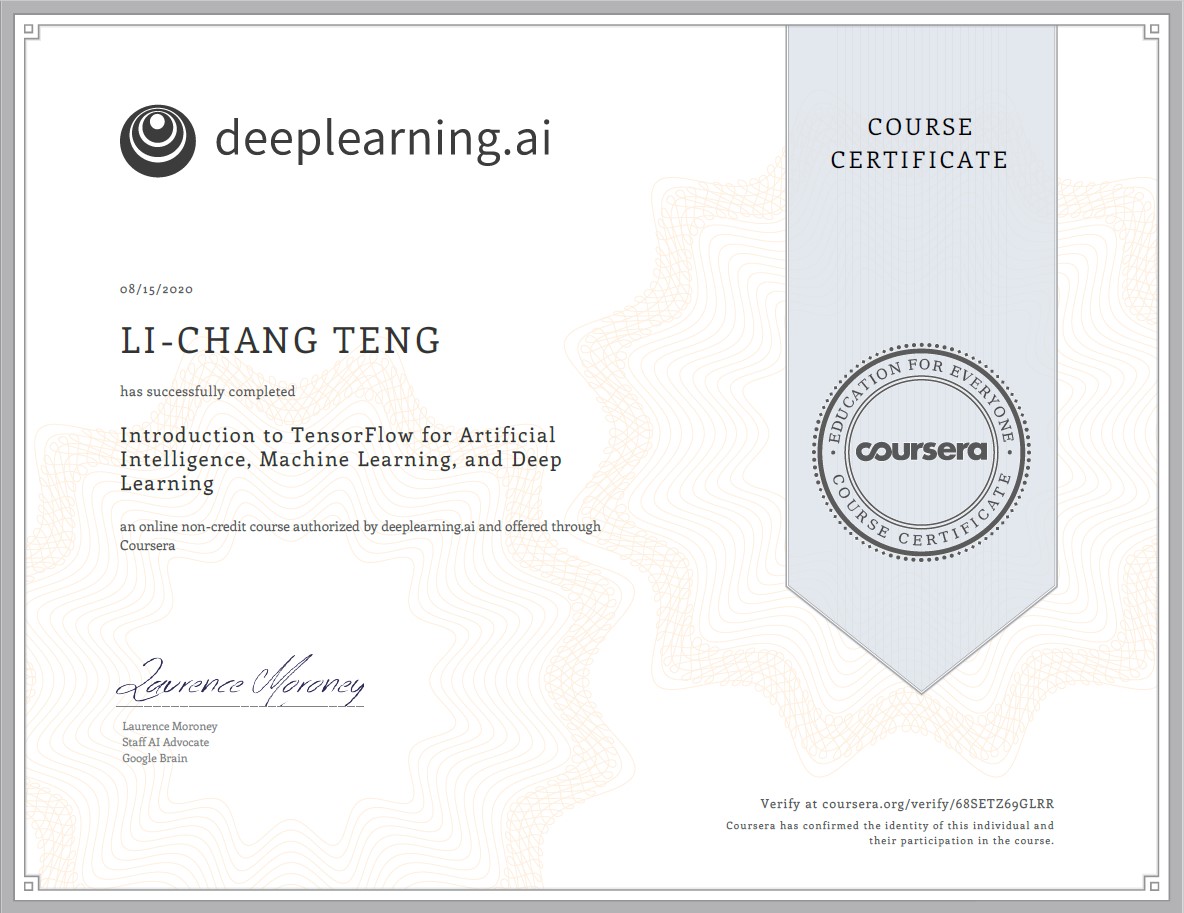 deeplearning.ai
COURSE
CERTIFICATE
08/15/2020
LI-CHANG TENG
has successfully completed
Introduction to TensorFlow for Artificial
Intelligence, Machine Learning, and Deep
Learning
an online non-credit course authorized by deeplearning.ai and offered through
Coursera
EDUCATION FOR EVERYONE
coursera
COURSE CERTIFICATE
Laurence Moroney
Laurence Moroney
Staff AI Advocate
Google Brain
Verify at coursera.org/verify/68SETZ69GLRR
Coursera has confirmed the identity of this individual and
their participation in the course.